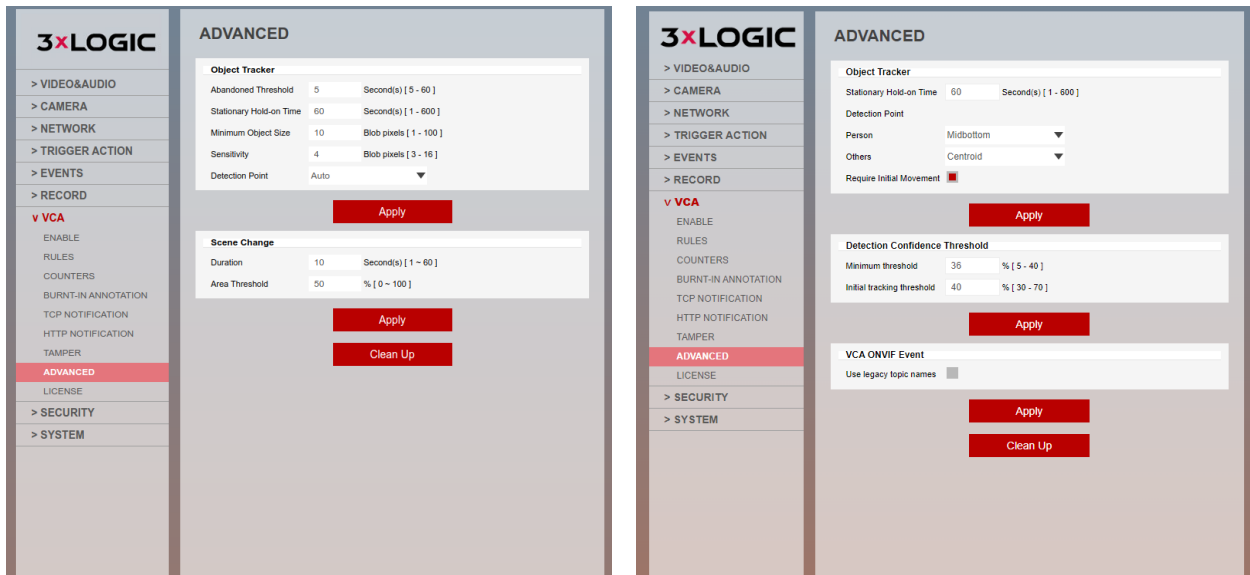 3xLOGIC
> VIDEO&AUDIO
> CAMERA
> NETWORK
> TRIGGER ACTION
> EVENTS
> RECORD
v VCA
ENABLE
RULES
COUNTERS
BURNT-IN ANNOTATION
TCP NOTIFICATION
HTTP NOTIFICATION
TAMPER
ADVANCED
LICENSE
> SECURITY
> SYSTEM
ADVANCED
Object Tracker
Abandoned Threshold 5 Second(s) [ 5 - 60 ]
Stationary Hold-on Time 60 Second(s) [ 1 - 600 ]
Minimum Object Size 10 Blob pixels [ 1 - 100 ]
Sensitivity 4 Blob pixels [ 3 - 16 ]
Detection Point Auto
Apply
Scene Change
Duration 10 Second(s) [ 1 ~ 60 ]
Area Threshold 50 % [ 0 ~ 100 ]
Apply
Clean Up
3xLOGIC
> VIDEO&AUDIO
> CAMERA
> NETWORK
> TRIGGER ACTION
> EVENTS
> RECORD
v VCA
ENABLE
RULES
COUNTERS
BURNT-IN ANNOTATION
TCP NOTIFICATION
HTTP NOTIFICATION
TAMPER
ADVANCED
LICENSE
> SECURITY
> SYSTEM
ADVANCED
Object Tracker
Stationary Hold-on Time 60 Second(s) [ 1 - 600 ]
Detection Point
Person Midbottom
Others Centroid
Require Initial Movement
Apply
Detection Confidence Threshold
Minimum threshold 36 % [ 5 - 40 ]
Initial tracking threshold 40 % [ 30 - 70 ]
Apply
VCA ONVIF Event
Use legacy topic names
Apply
Clean Up